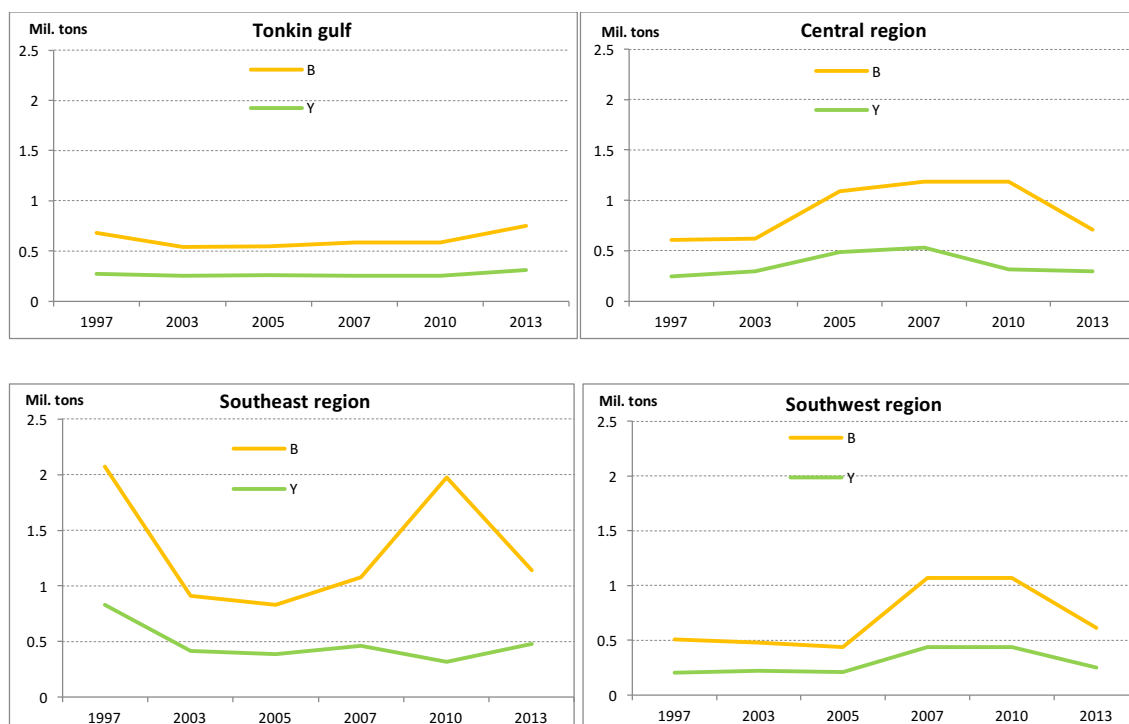 Mil. tons
Tonkin gulf
2.5
B
2
Y
1.5
1
0.5
0
1997 2003 2005 2007 2010 2013
Mil. tons
Central region
2.5
B
2
Y
1.5
1
0.5
0
1997 2003 2005 2007 2010 2013
Mil. tons
Southeast region
2.5
B
2
Y
1.5
1
0.5
0
1997 2003 2005 2007 2010 2013
Mil. tons
Southwest region
2.5
B
2
Y
1.5
1
0.5
0
1997 2003 2005 2007 2010 2013